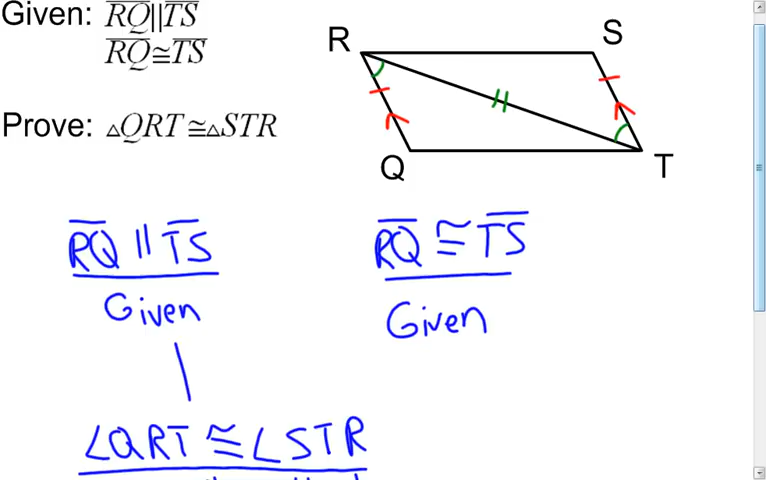 Given: RQ||TS
RQ≅TS
Prove: △QRT≅△STR
R
S
Q
T
RQ || TS
Given
RQ ≅ TS
Given
∠QRT ≅ ∠STR